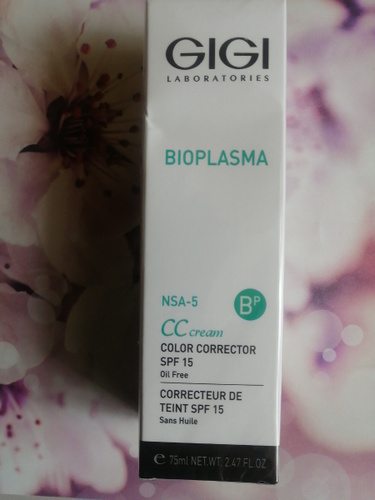 GIGI
LABORATORIES
BIOPLASMA
NSA-5
BP
CC cream
COLOR CORRECTOR
SPF 15
Oil Free
CORRECTEUR DE
TEINT SPF 15
Sans Huile
e 75ml NET.WT. 2.47 FL.OZ